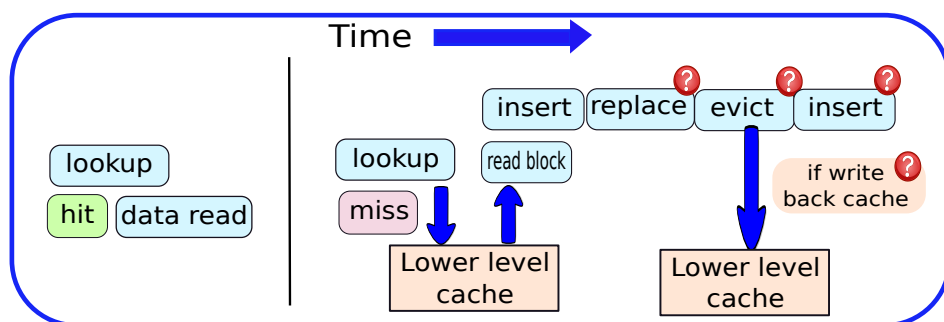 Time
lookup
hit
data read
lookup
miss
read block
insert
replace
?
evict
?
insert
?
if write
back cache
?
Lower level
cache
Lower level
cache